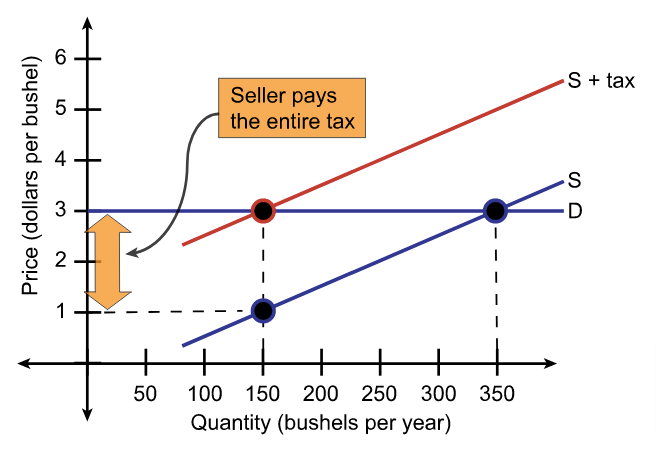 Price (dollars per bushel)
6
5
4
3
2
1
Seller pays
the entire tax
S + tax
S
D
50 100 150 200 250 300 350
Quantity (bushels per year)